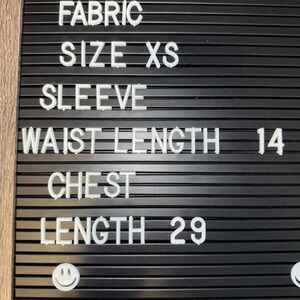 FABRIC
SIZE XS
SLEEVE
WAIST LENGTH 14
CHEST
LENGTH 29